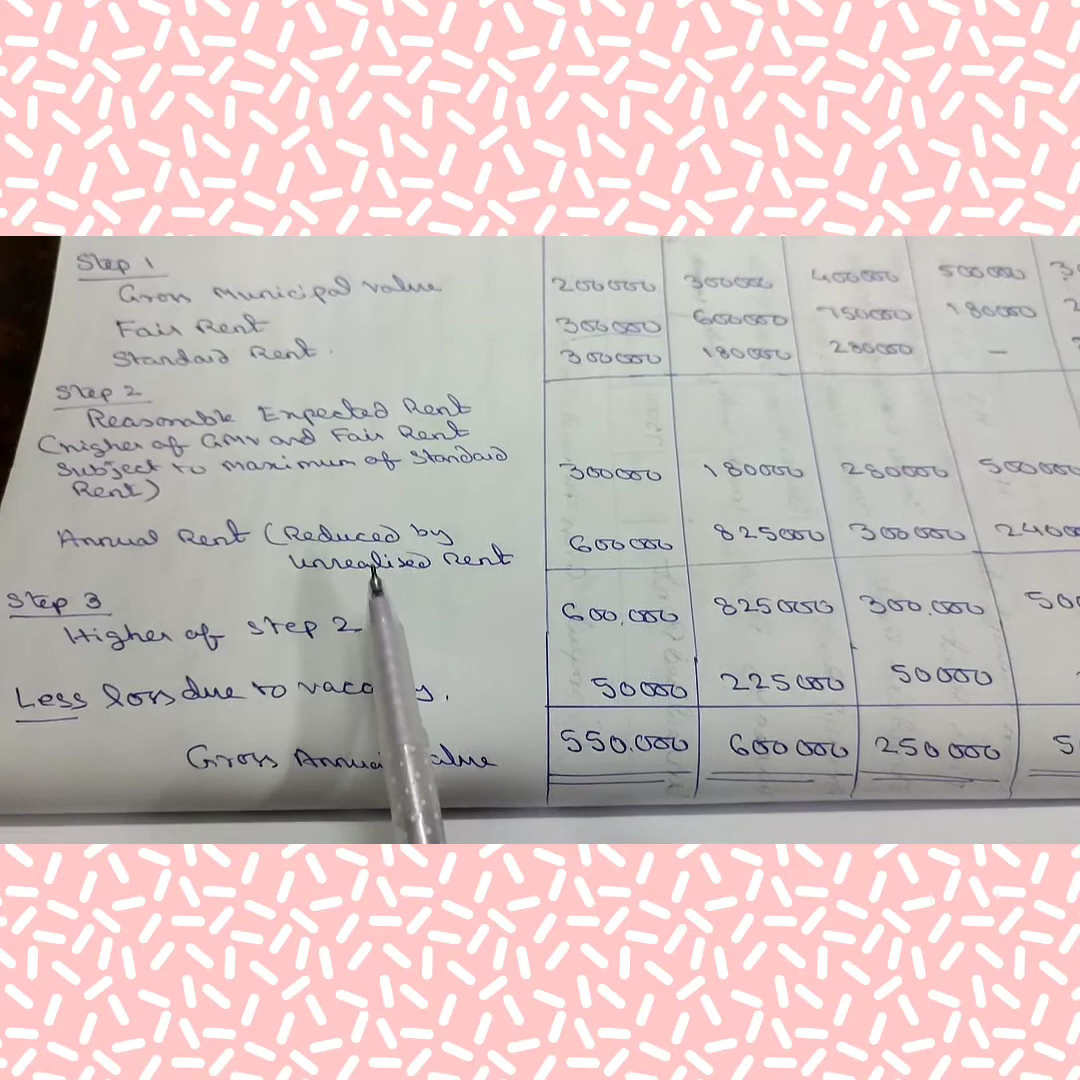 Step 1
Gross Municipal value 200000 300000 400000 500000
Fair Rent 300000 600000 750000 180000
Standard Rent. 300000 180000 280000 —
Step 2
Reasonable Expected Rent
(Higher of GMV and Fair Rent
Subject to maximum of Standard 300000 180000 280000 500000
Rent)
Annual Rent (Reduced by 600000 825000 300000 2400
Unrealised Rent
Step 3
Higher of Step 2 600,000 825000 300,000 500
Less loss due to 50000 225000 50000
Gross Annual Value 550,000 600000 250000 5